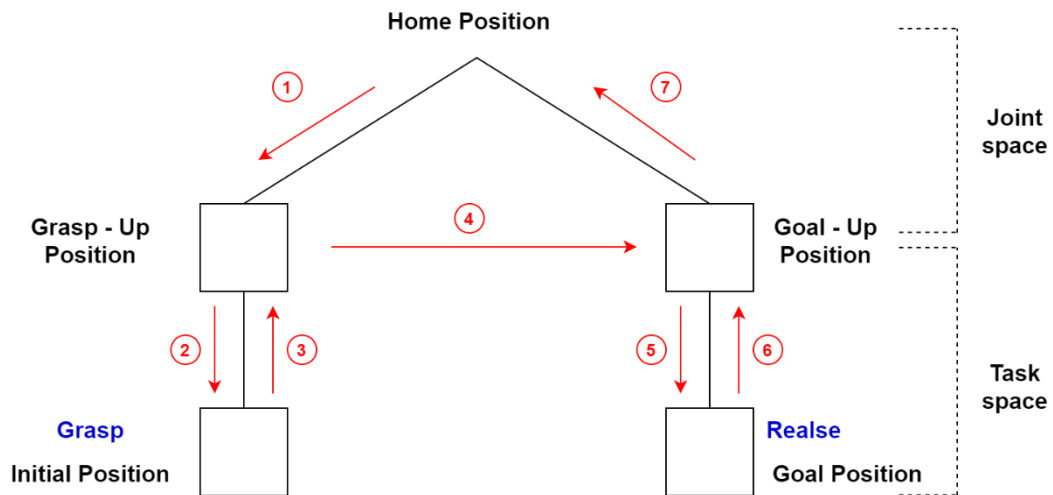 Home Position
1
7
Joint
space
Grasp - Up
Position
4
Goal - Up
Position
2
3
5
6
Task
space
Grasp
Initial Position
Realse
Goal Position